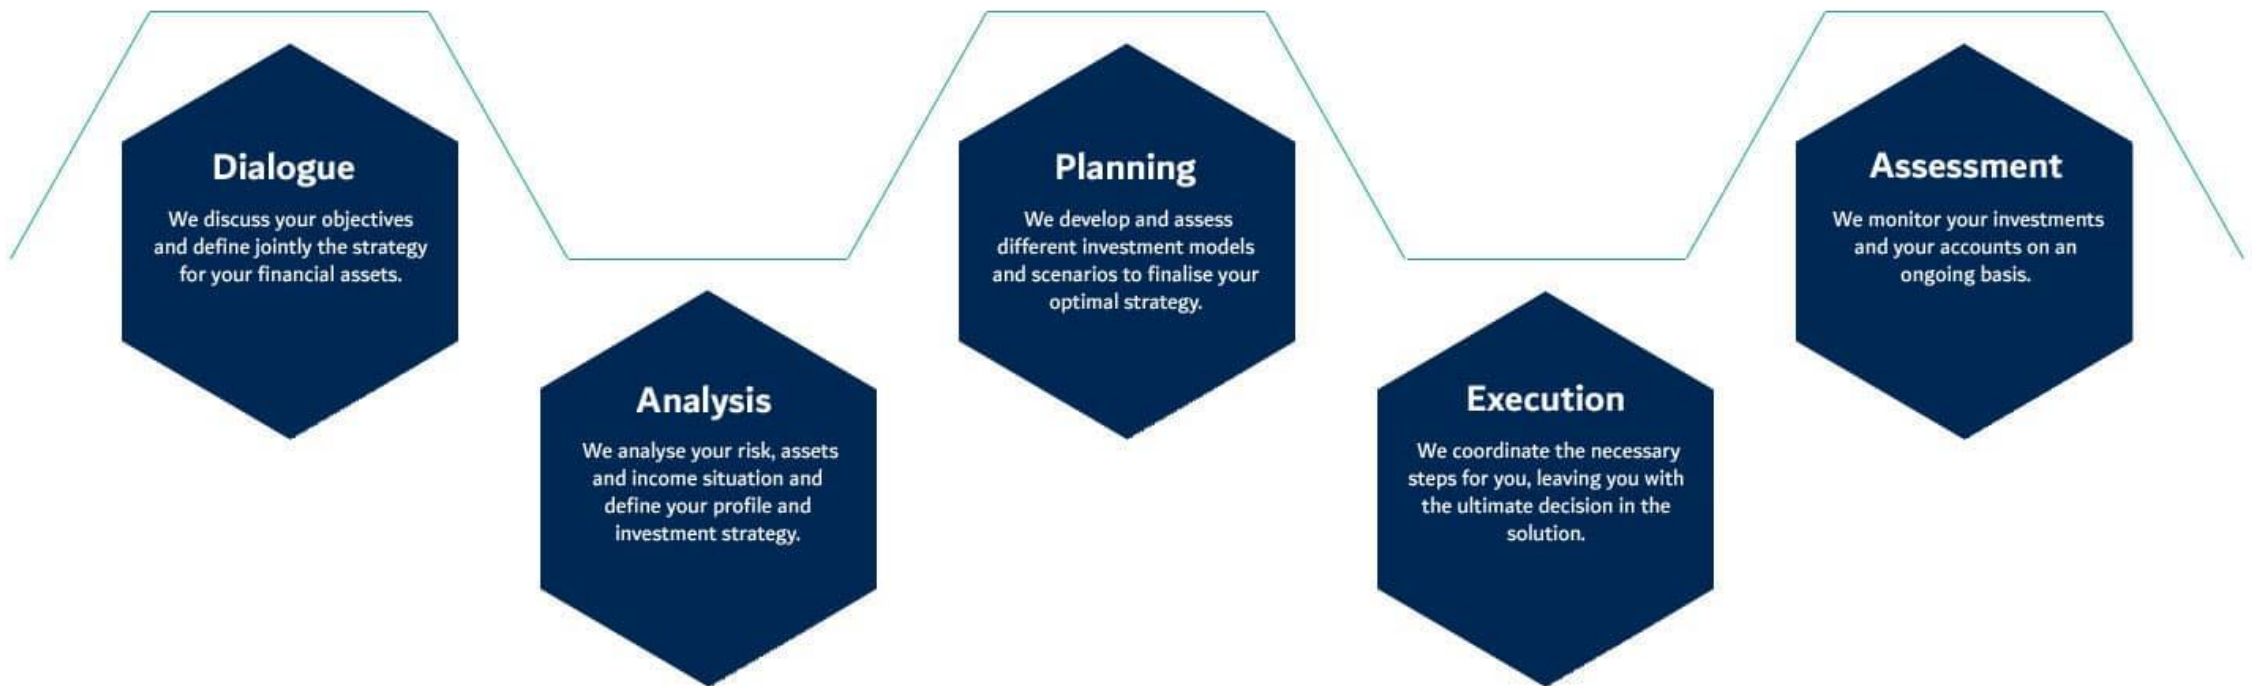 Dialogue
We discuss your objectives
and define jointly the strategy
for your financial assets.
Analysis
We analyse your risk, assets
and income situation and
define your profile and
investment strategy.
Planning
We develop and assess
different investment models
and scenarios to finalise your
optimal strategy.
Execution
We coordinate the necessary
steps for you, leaving you with
the ultimate decision in the
solution.
Assessment
We monitor your investments
and your accounts on an
ongoing basis.